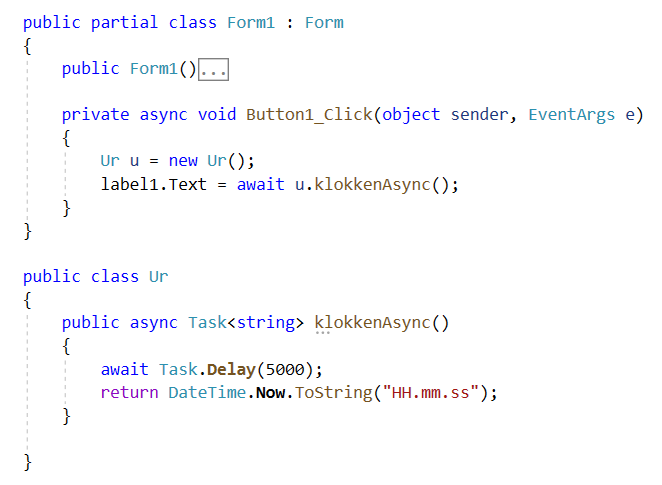 public partial class Form1 : Form
{
public Form1()...
private async void Button1_Click(object sender, EventArgs e)
{
Ur u = new Ur();
label1.Text = await u.klokkenAsync();
}
}
public class Ur
{
public async Task<string> klokkenAsync()
{
await Task.Delay(5000);
return DateTime.Now.ToString("HH.mm.ss");
}
}